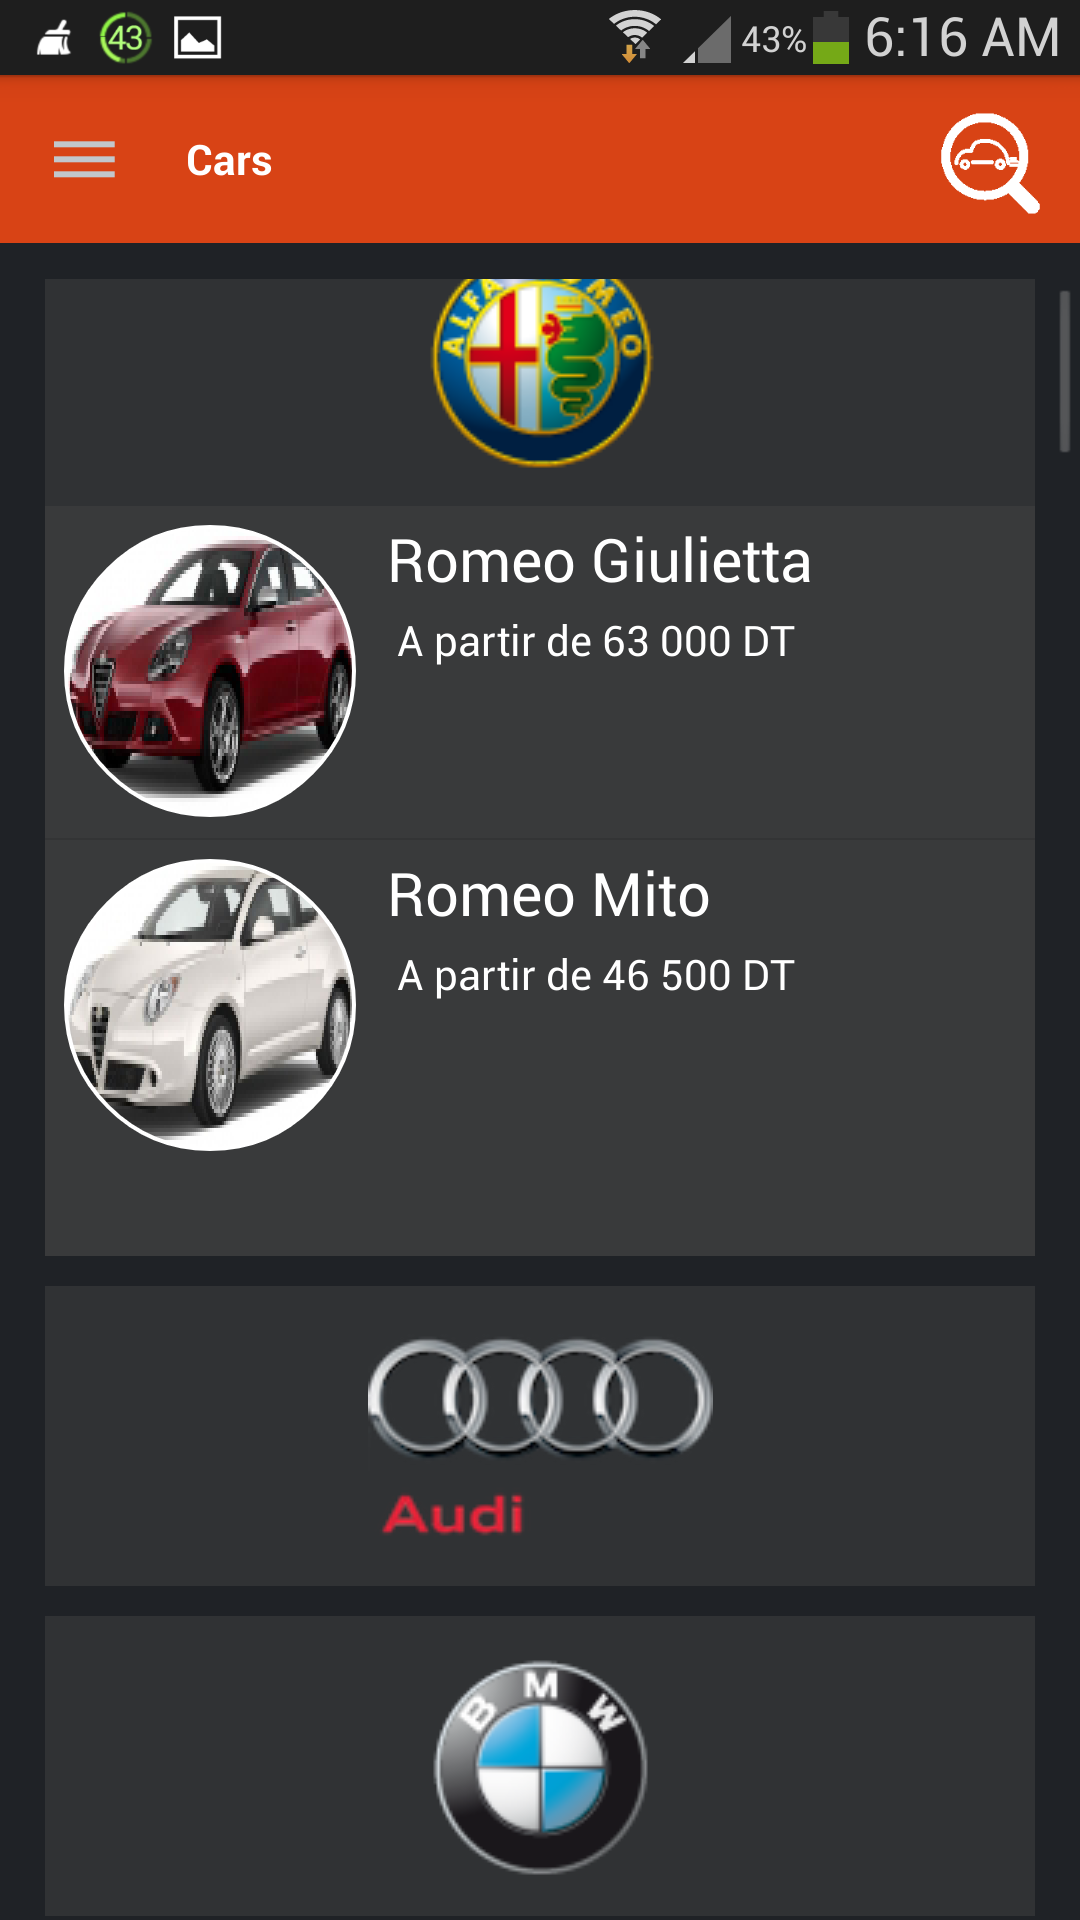 43
43%
6:16 AM
Cars
ALFA ROMEO
Romeo Giulietta
A partir de 63 000 DT
Romeo Mito
A partir de 46 500 DT
Audi
BMW